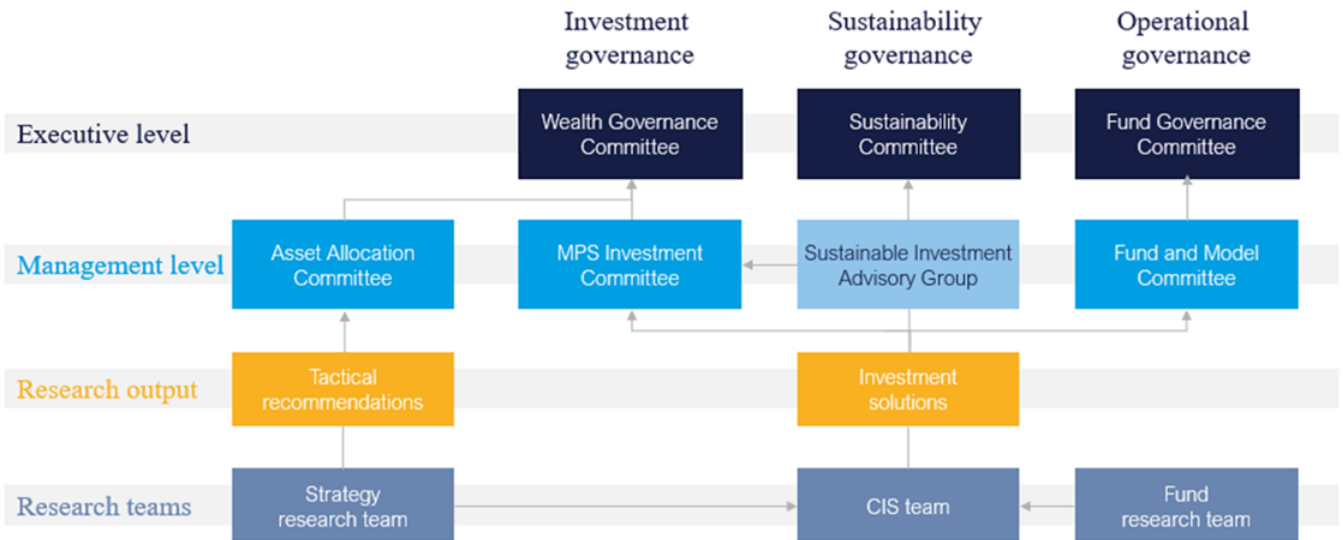 Investment
governance
Sustainability
governance
Operational
governance
Executive level
Wealth Governance
Committee
Sustainability
Committee
Fund Governance
Committee
Management level
Asset Allocation
Committee
MPS Investment
Committee
Sustainable Investment
Advisory Group
Fund and Model
Committee
Research output
Tactical
recommendations
Investment
solutions
Research teams
Strategy
research team
CIS team
Fund
research team